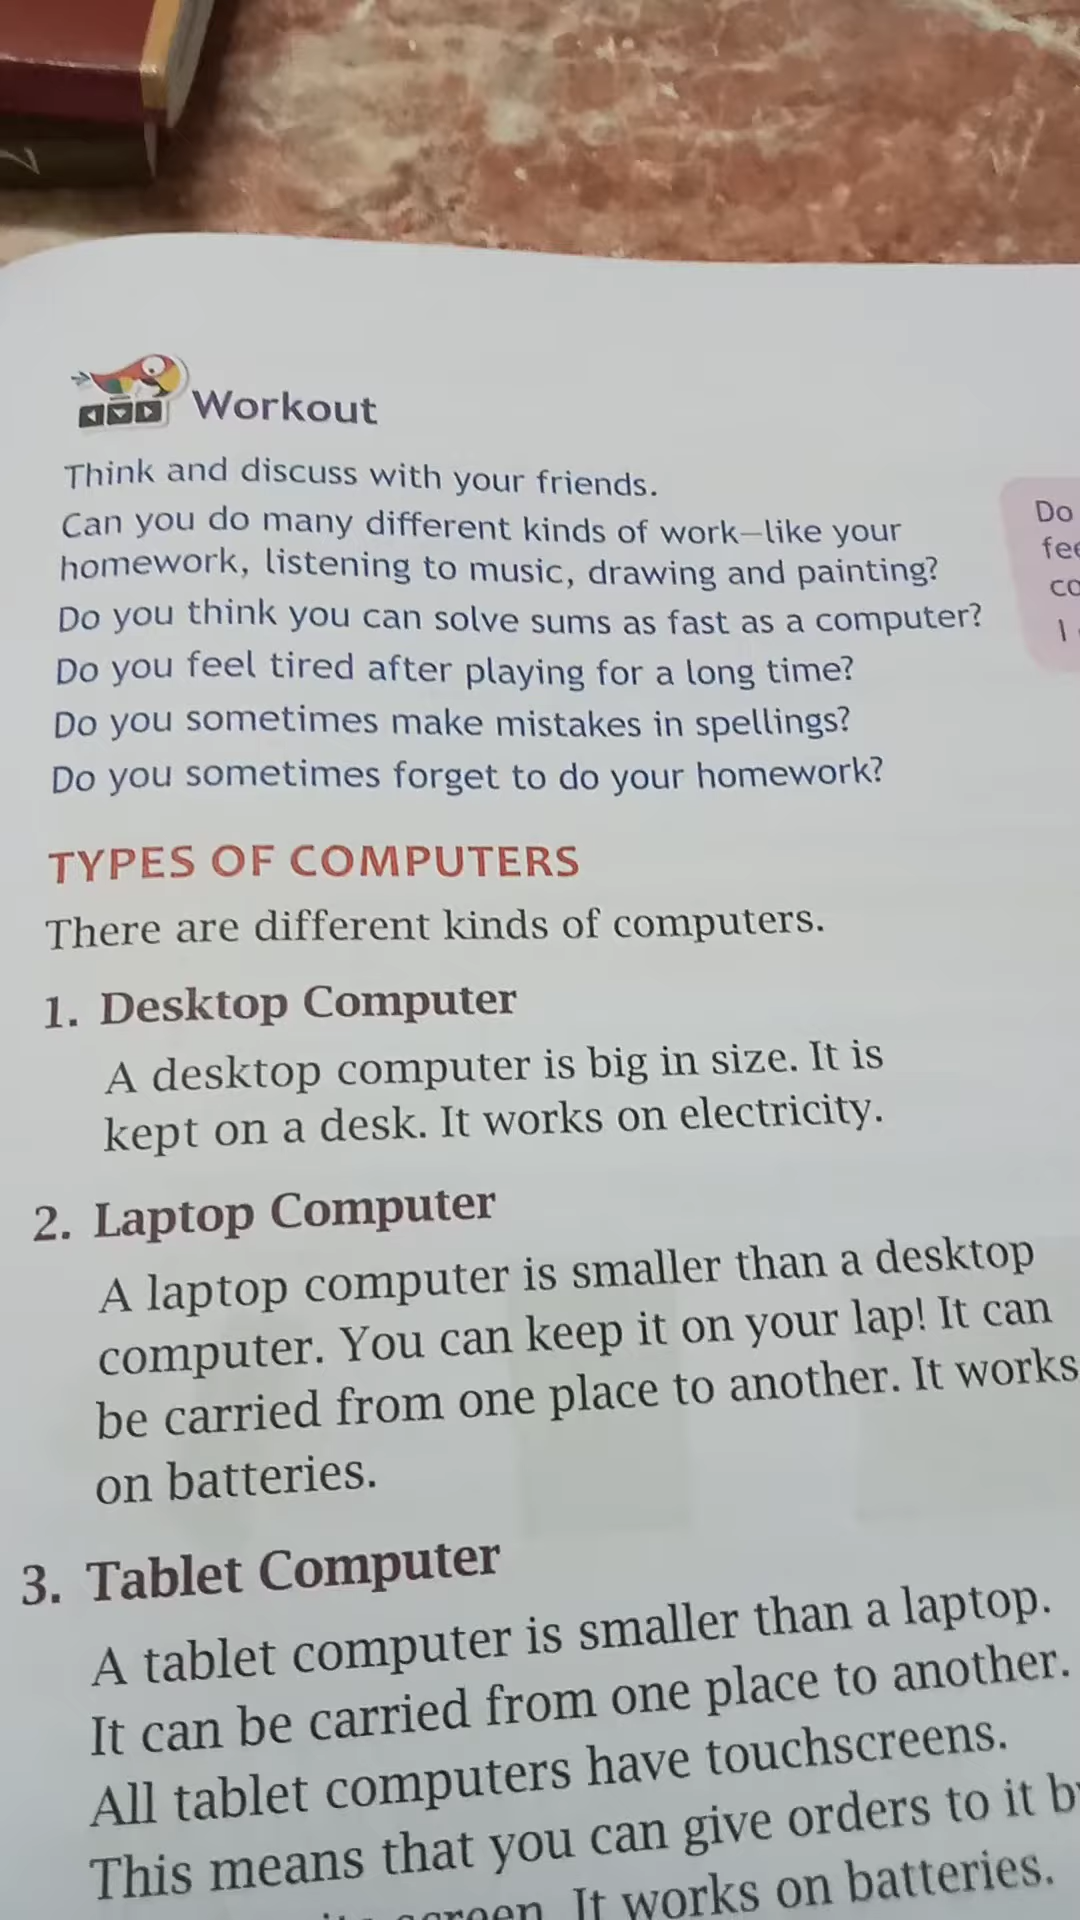 Workout
Think and discuss with your friends.
Can you do many different kinds of work—like your
homework, listening to music, drawing and painting?
Do you think you can solve sums as fast as a computer?
Do you feel tired after playing for a long time?
Do you sometimes make mistakes in spellings?
Do you sometimes forget to do your homework?
Do
I
TYPES OF COMPUTERS
There are different kinds of computers.
1. Desktop Computer
A desktop computer is big in size. It is
kept on a desk. It works on electricity.
2. Laptop Computer
A laptop computer is smaller than a desktop
computer. You can keep it on your lap! It can
be carried from one place to another. It works
on batteries.
3. Tablet Computer
A tablet computer is smaller than a laptop.
It can be carried from one place to another.
All tablet computers have touchscreens.
This means that you can give orders to it
screen. It works on batteries.